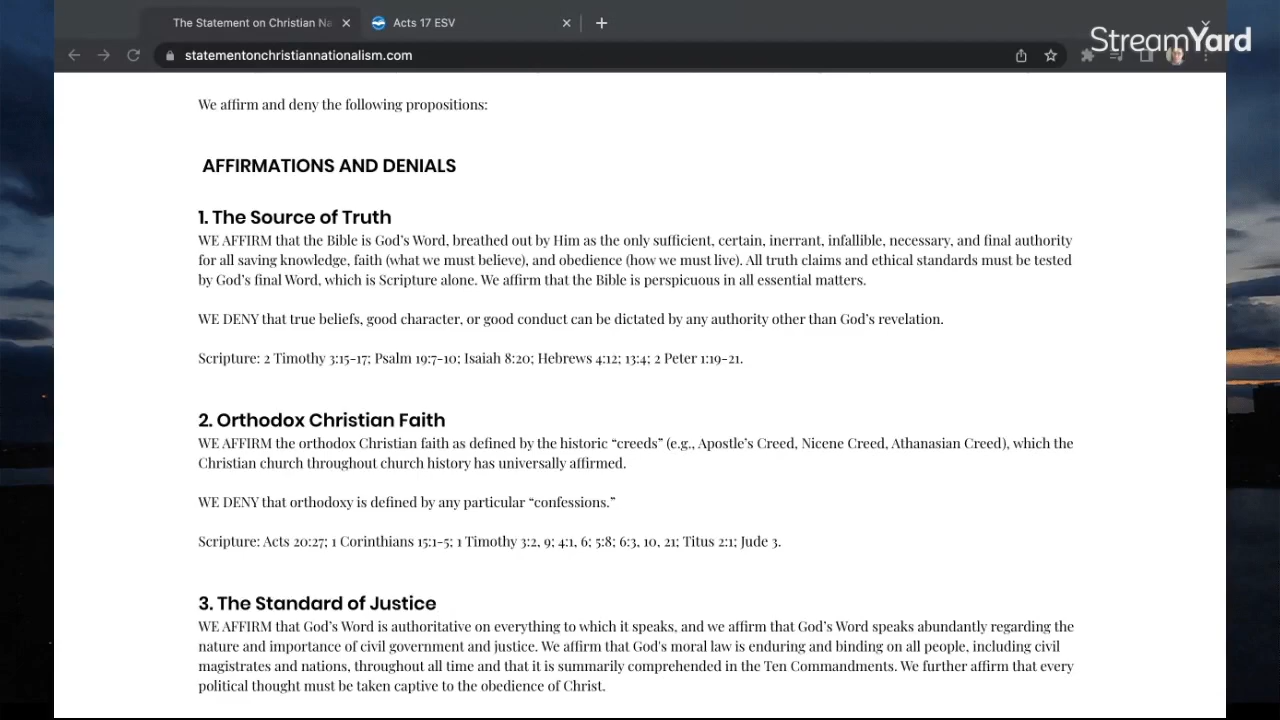 The Statement on Christian Na
Acts 17 ESV
StreamYard
statementonchristiannationalism.com
We affirm and deny the following propositions:
AFFIRMATIONS AND DENIALS
1. The Source of Truth
WE AFFIRM that the Bible is God’s Word, breathed out by Him as the only sufficient, certain, inerrant, infallible, necessary, and final authority
for all saving knowledge, faith (what we must believe), and obedience (how we must live). All truth claims and ethical standards must be tested
by God’s final Word, which is Scripture alone. We affirm that the Bible is perspicuous in all essential matters.
WE DENY that true beliefs, good character, or good conduct can be dictated by any authority other than God’s revelation.
Scripture: 2 Timothy 3:15-17; Psalm 19:7-10; Isaiah 8:20; Hebrews 4:12; 13:4; 2 Peter 1:19-21.
2. Orthodox Christian Faith
WE AFFIRM the orthodox Christian faith as defined by the historic “creeds” (e.g., Apostle’s Creed, Nicene Creed, Athanasian Creed), which the
Christian church throughout church history has universally affirmed.
WE DENY that orthodoxy is defined by any particular “confessions.”
Scripture: Acts 20:27; 1 Corinthians 15:1-5; 1 Timothy 3:2, 9; 4:1, 6; 5:8; 6:3, 10, 21; Titus 2:1; Jude 3.
3. The Standard of Justice
WE AFFIRM that God’s Word is authoritative on everything to which it speaks, and we affirm that God’s Word speaks abundantly regarding the
nature and importance of civil government and justice. We affirm that God's moral law is enduring and binding on all people, including civil
magistrates and nations, throughout all time and that it is summarily comprehended in the Ten Commandments. We further affirm that every
political thought must be taken captive to the obedience of Christ.